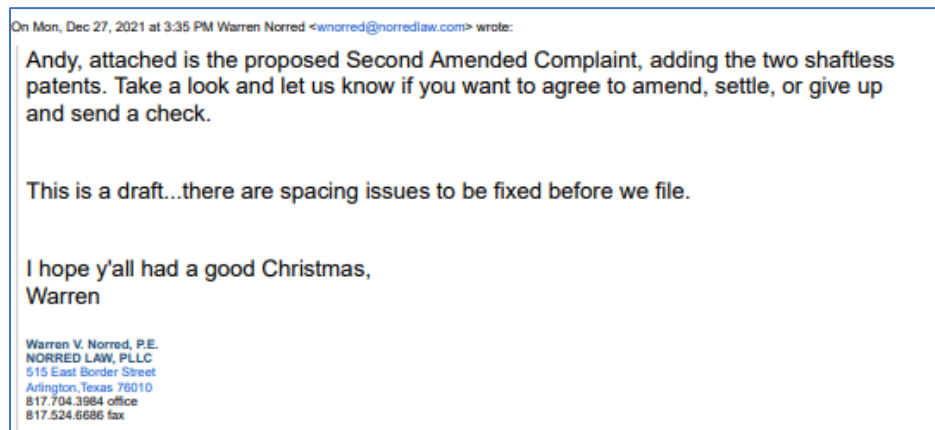 On Mon, Dec 27, 2021 at 3:35 PM Warren Norred <wnorred@norredlaw.com> wrote:
Andy, attached is the proposed Second Amended Complaint, adding the two shaftless
patents. Take a look and let us know if you want to agree to amend, settle, or give up
and send a check.
This is a draft...there are spacing issues to be fixed before we file.
I hope y'all had a good Christmas,
Warren
Warren V. Norred, P.E.
NORRED LAW, PLLC
515 East Border Street
Arlington,Texas 76010
817.704.3984 office
817.524.6686 fax